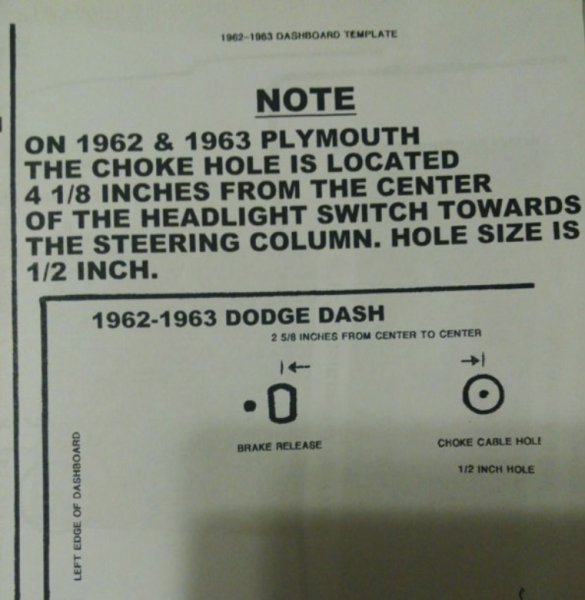 1962-1963 DASHBOARD TEMPLATE
NOTE
ON 1962 & 1963 PLYMOUTH
THE CHOKE HOLE IS LOCATED
4 1/8 INCHES FROM THE CENTER
OF THE HEADLIGHT SWITCH TOWARDS
THE STEERING COLUMN. HOLE SIZE IS
1/2 INCH.
1962-1963 DODGE DASH
2 5/8 INCHES FROM CENTER TO CENTER
BRAKE RELEASE
CHOKE CABLE HOLE
1/2 INCH HOLE
LEFT EDGE OF DASHBOARD